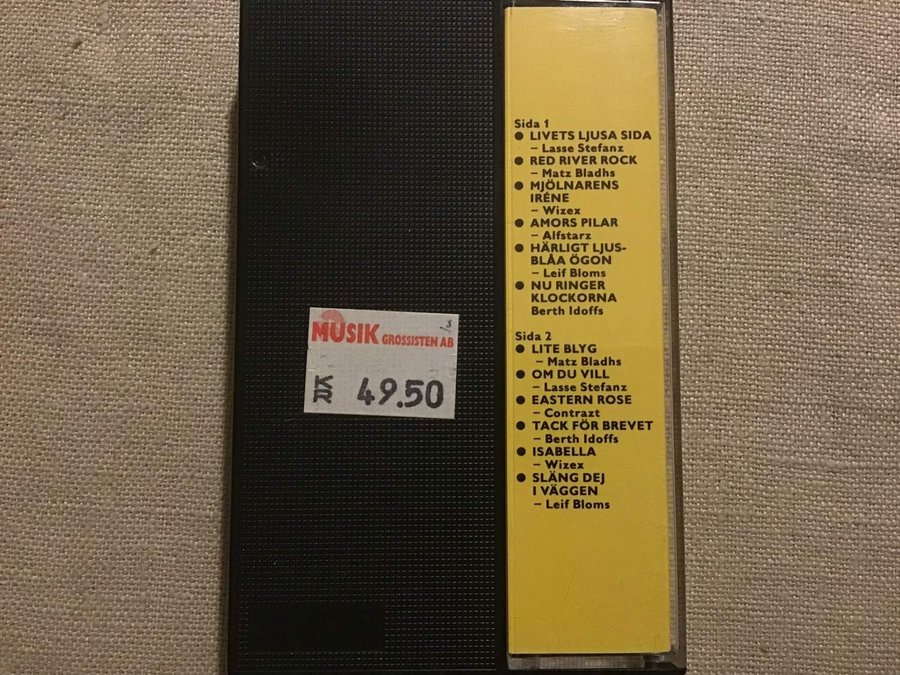 MUSIK GROSSISTEN AB
KR 49.50
Sida 1
● LIVETS LJUSA SIDA
– Lasse Stefanz
● RED RIVER ROCK
– Matz Bladhs
● MJÖLNARENS
IRÉNE
– Wizex
● AMORS PILAR
– Alfstarz
● HÄRLIGT LJUS-
BLÅA ÖGON
– Leif Bloms
● NU RINGER
KLOCKORNA
Berth Idoffs
Sida 2
● LITE BLYG
– Matz Bladhs
● OM DU VILL
– Lasse Stefanz
● EASTERN ROSE
– Contrazt
● TACK FÖR BREVET
– Berth Idoffs
● ISABELLA
– Wizex
● SLÄNG DEJ
I VÄGGEN
– Leif Bloms